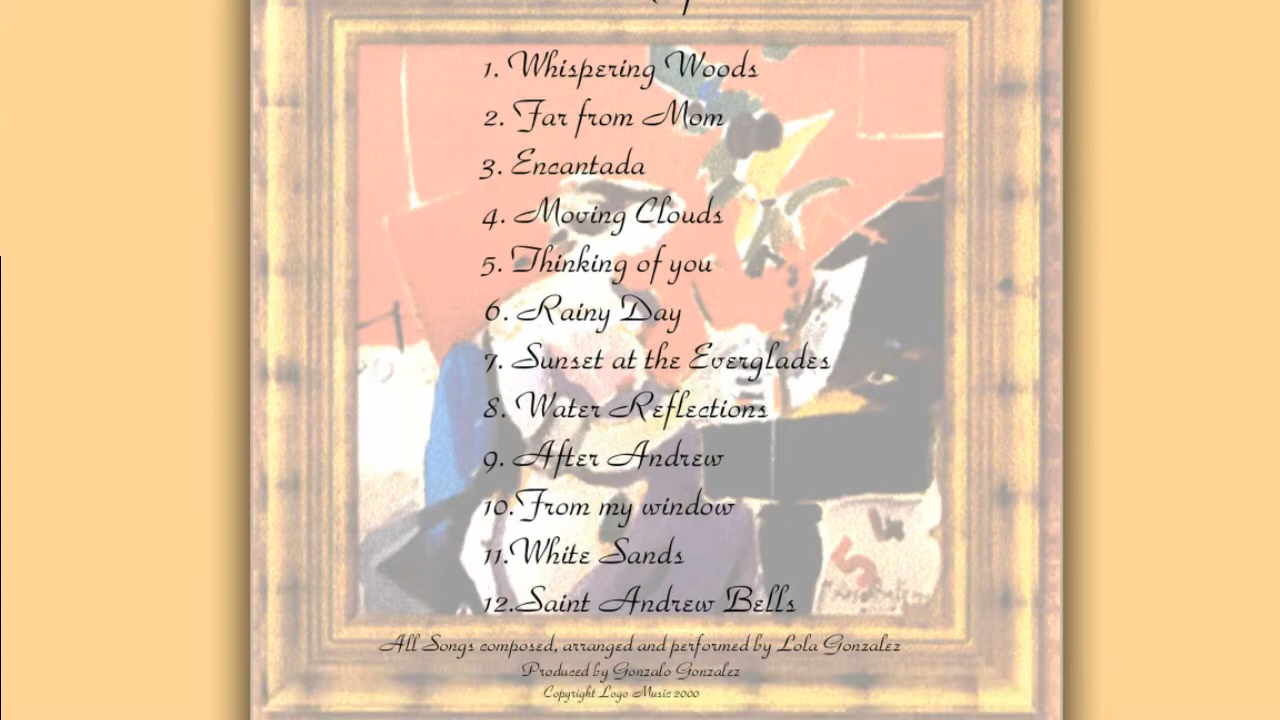 1. Whispering Woods
2. Far from Mom
3. Encantada
4. Moving Clouds
5. Thinking of you
6. Rainy Day
7. Sunset at the Everglades
8. Water Reflections
9. After Andrew
10.From my window
11.White Sands
12.Saint Andrew Bells
All Songs composed, arranged and performed by Lola Gonzalez
Produced by Gonzalo Gonzalez
Copyright Logo Music 2000